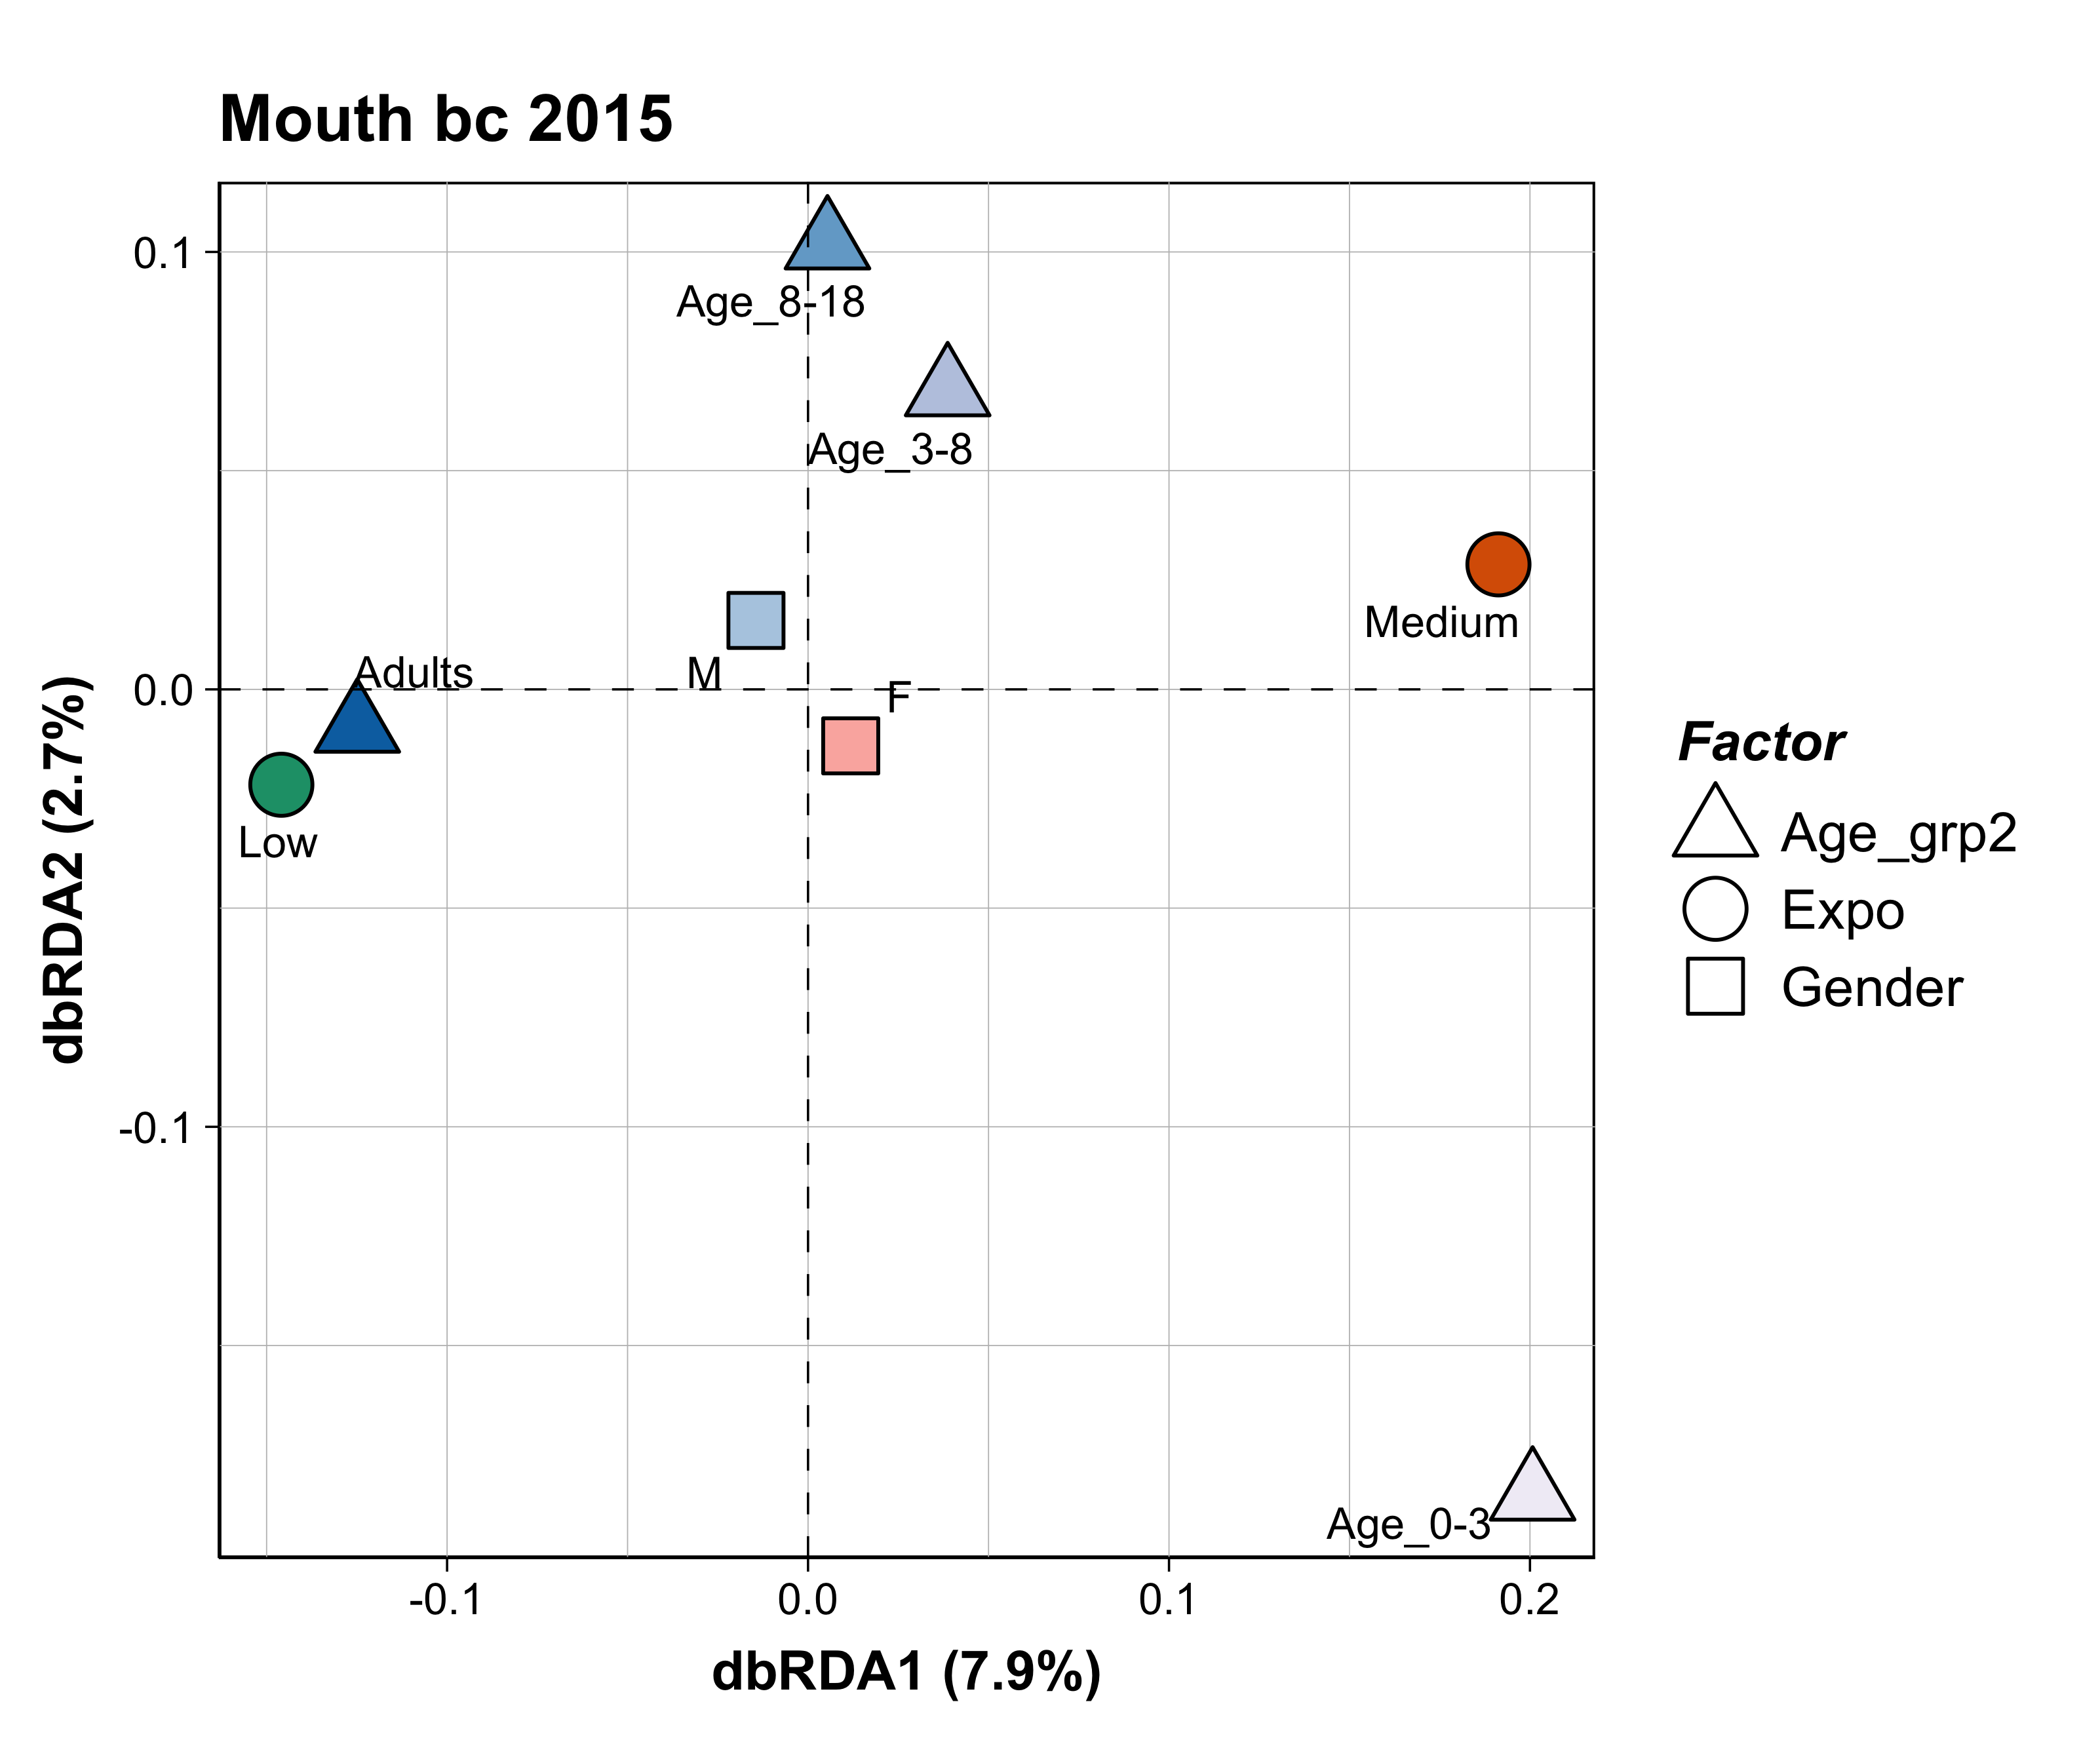 Mouth bc 2015
0.1
Age_8-18
Age_3-8
Medium
M
Adults
0.0
F
Low
-0.1
Age_0-3
-0.1
0.0
0.1
0.2
dbRDA1 (7.9%)
dbRDA2 (2.7%)
Factor
Age_grp2
Expo
Gender